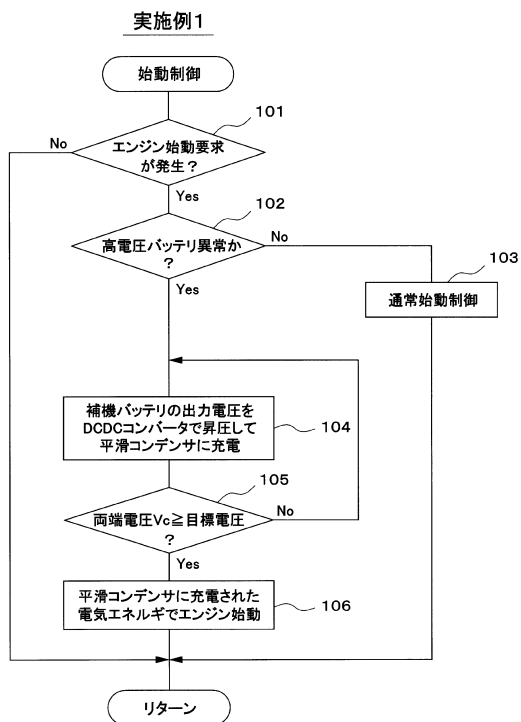 実施例1
始動制御
101
エンジン始動要求
が発生？
No
Yes
102
高電圧バッテリ異常か
？
No
Yes
103
通常始動制御
補機バッテリの出力電圧を
DCDCコンバータで昇圧して
平滑コンデンサに充電
104
105
両端電圧Vc≧目標電圧
？
No
Yes
平滑コンデンサに充電された
電気エネルギでエンジン始動
106
リターン